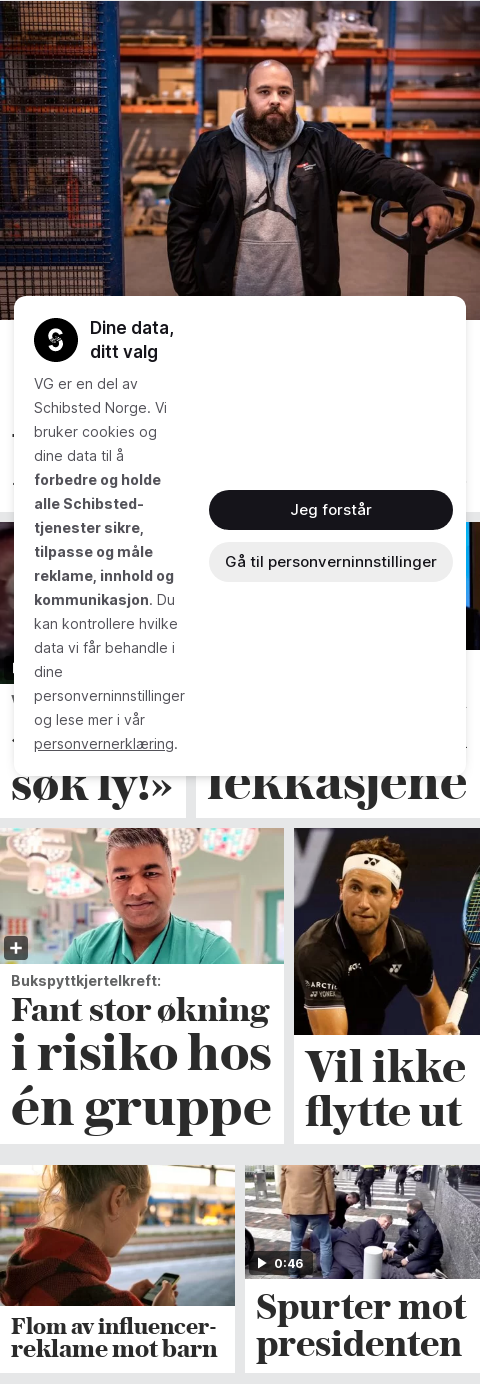 Dine data,
ditt valg
VG er en del av
Schibsted Norge. Vi
bruker cookies og
dine data til å
forbedre og holde
alle Schibsted-
tjenester sikre,
tilpasse og måle
reklame, innhold og
kommunikasjon. Du
kan kontrollere hvilke
data vi får behandle i
dine
personverninnstillinger
og lese mer i vår
personvernerklæring.
Jeg forstår
Gå til personverninnstillinger
søk ly!»
lekkasjene
Bukspyttkjertelkreft:
Fant stor økning
i risiko hos
én gruppe
ARCTIC
YONEX
Vil ikke
flytte ut
Flom av influencer-
reklame mot barn
0:46
Spurter mot
presidenten